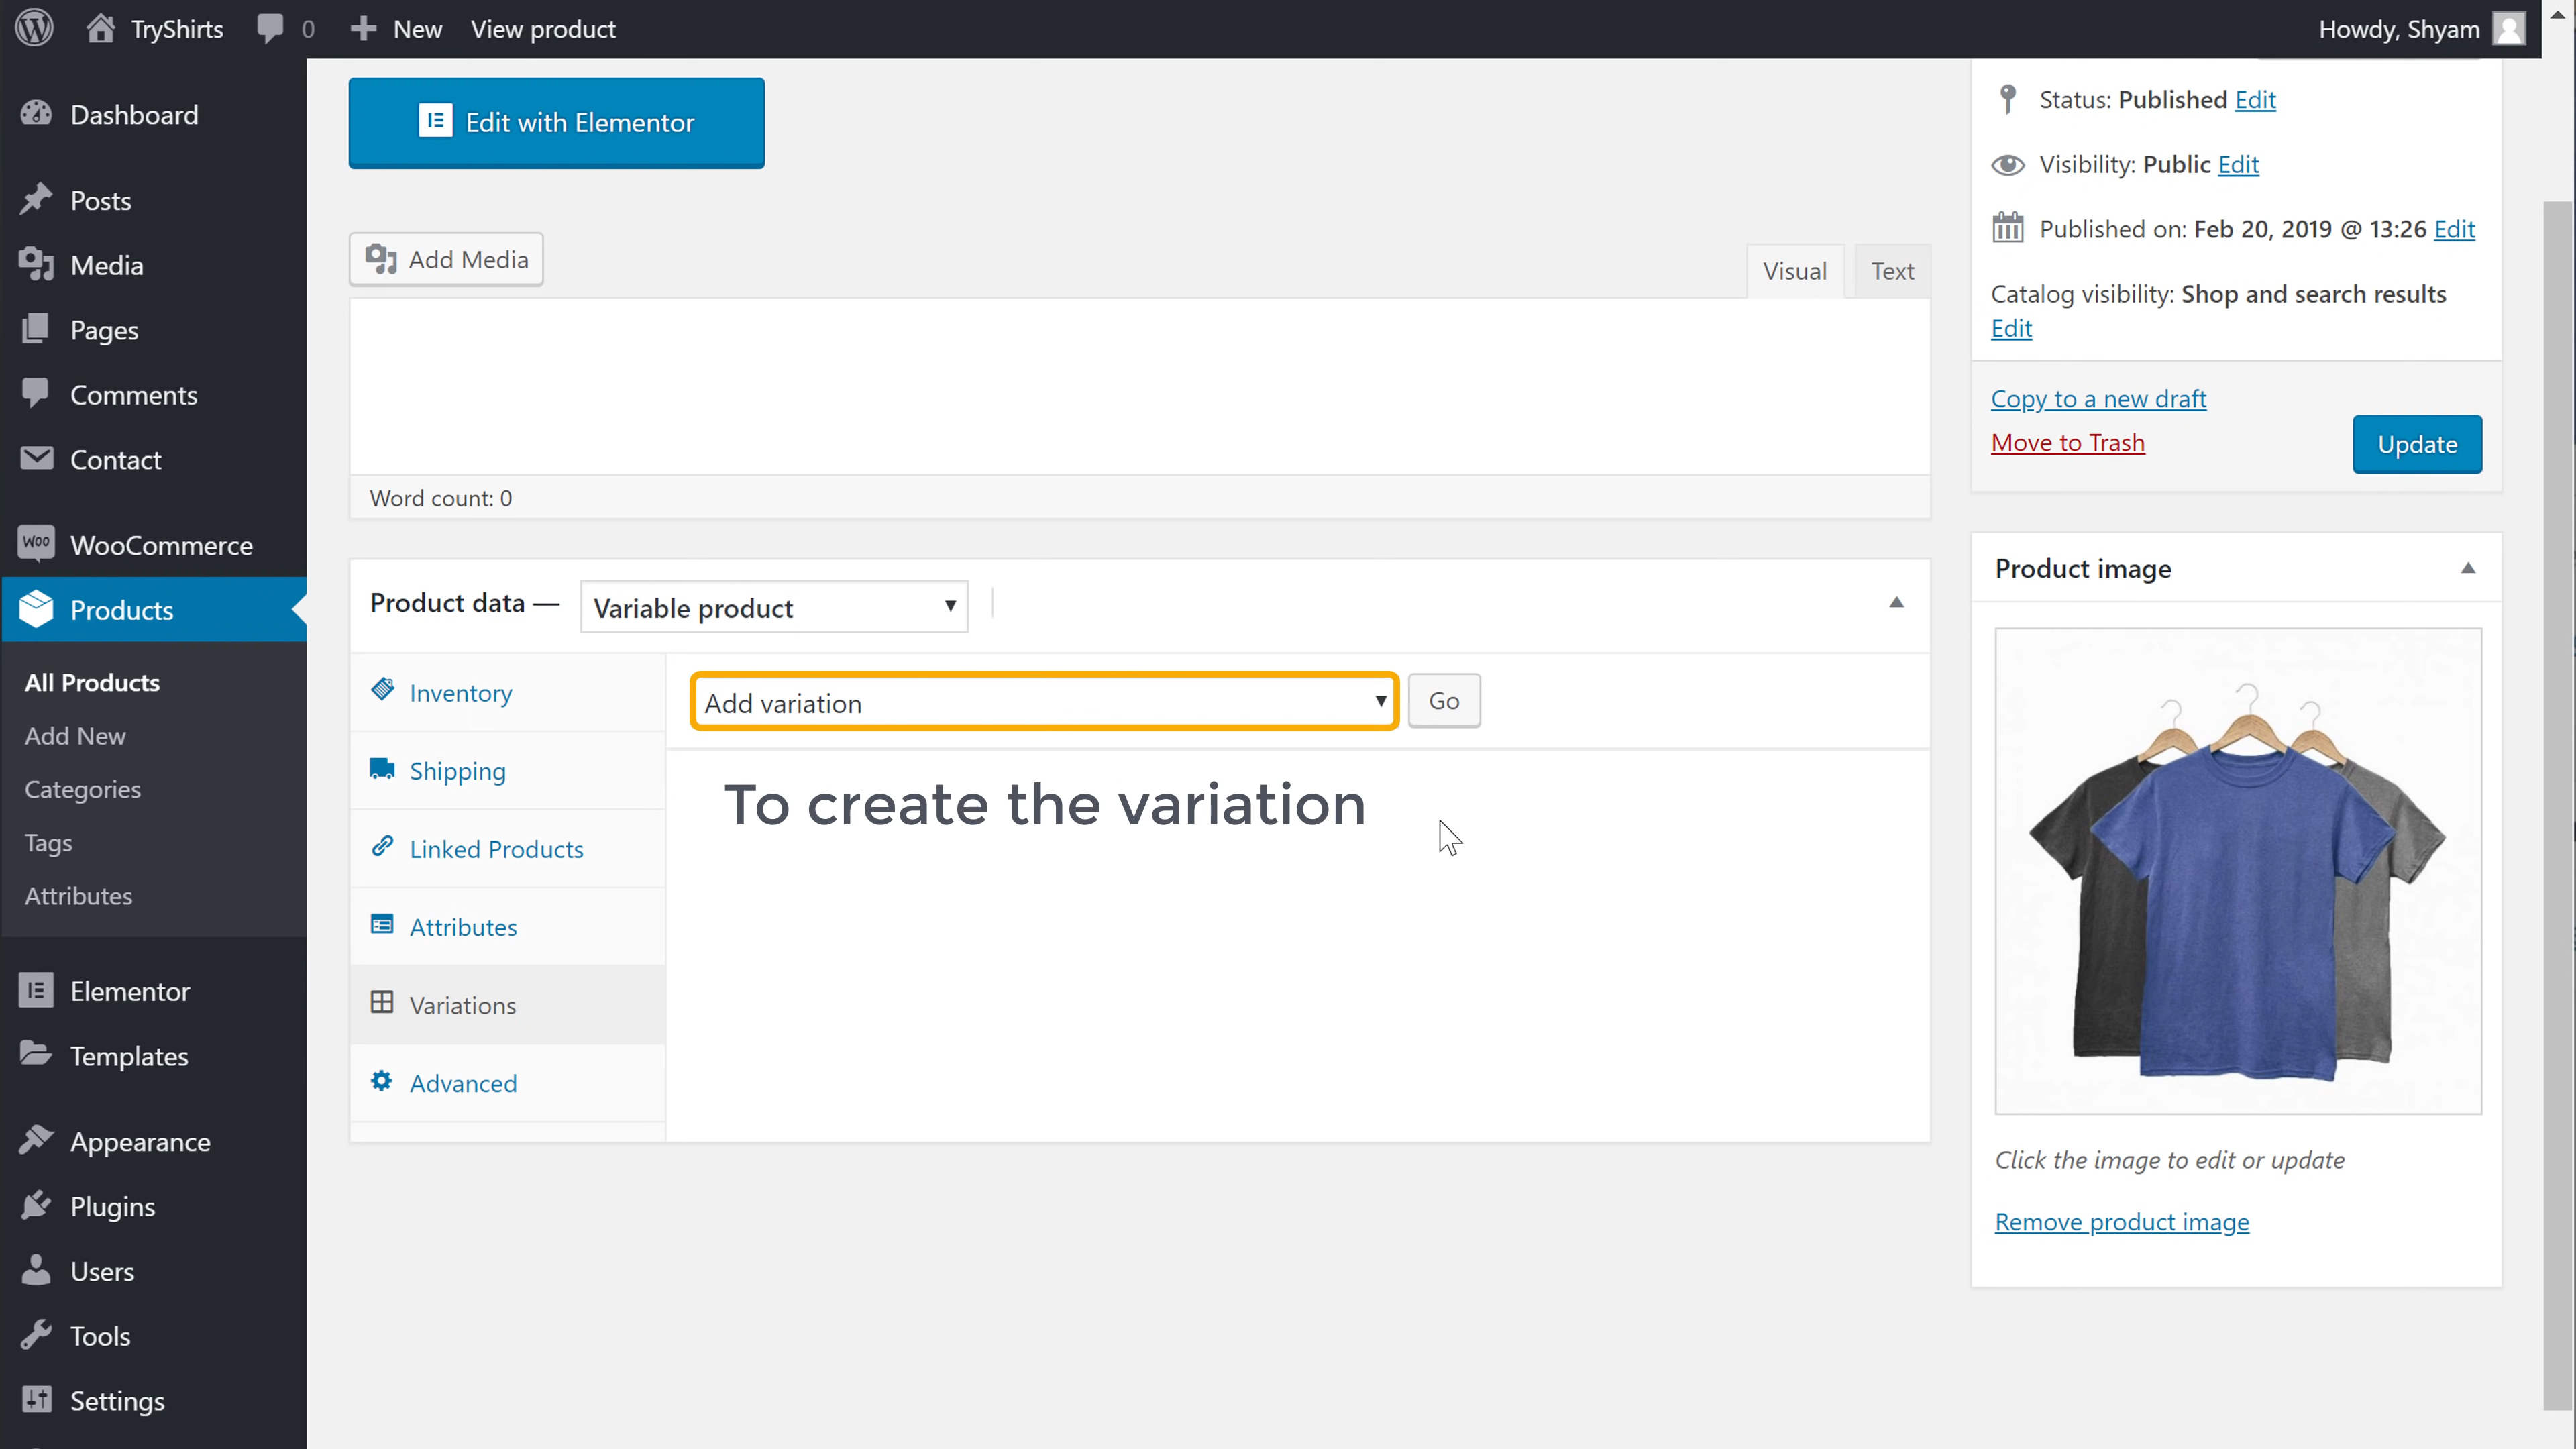 TryShirts 0 New View product Howdy, Shyam
Dashboard
Posts
Media
Pages
Comments
Contact
WOO WooCommerce
Products
All Products
Add New
Categories
Tags
Attributes
Elementor
Templates
Appearance
Plugins
Users
Tools
Settings
Edit with Elementor
Add Media
Visual Text
Word count: 0
Product data — Variable product
Inventory
Shipping
Linked Products
Attributes
Variations
Advanced
Add variation Go
To create the variation
Status: Published Edit
Visibility: Public Edit
Published on: Feb 20, 2019 @ 13:26 Edit
Catalog visibility: Shop and search results
Edit
Copy to a new draft
Move to Trash
Update
Product image
Click the image to edit or update
Remove product image